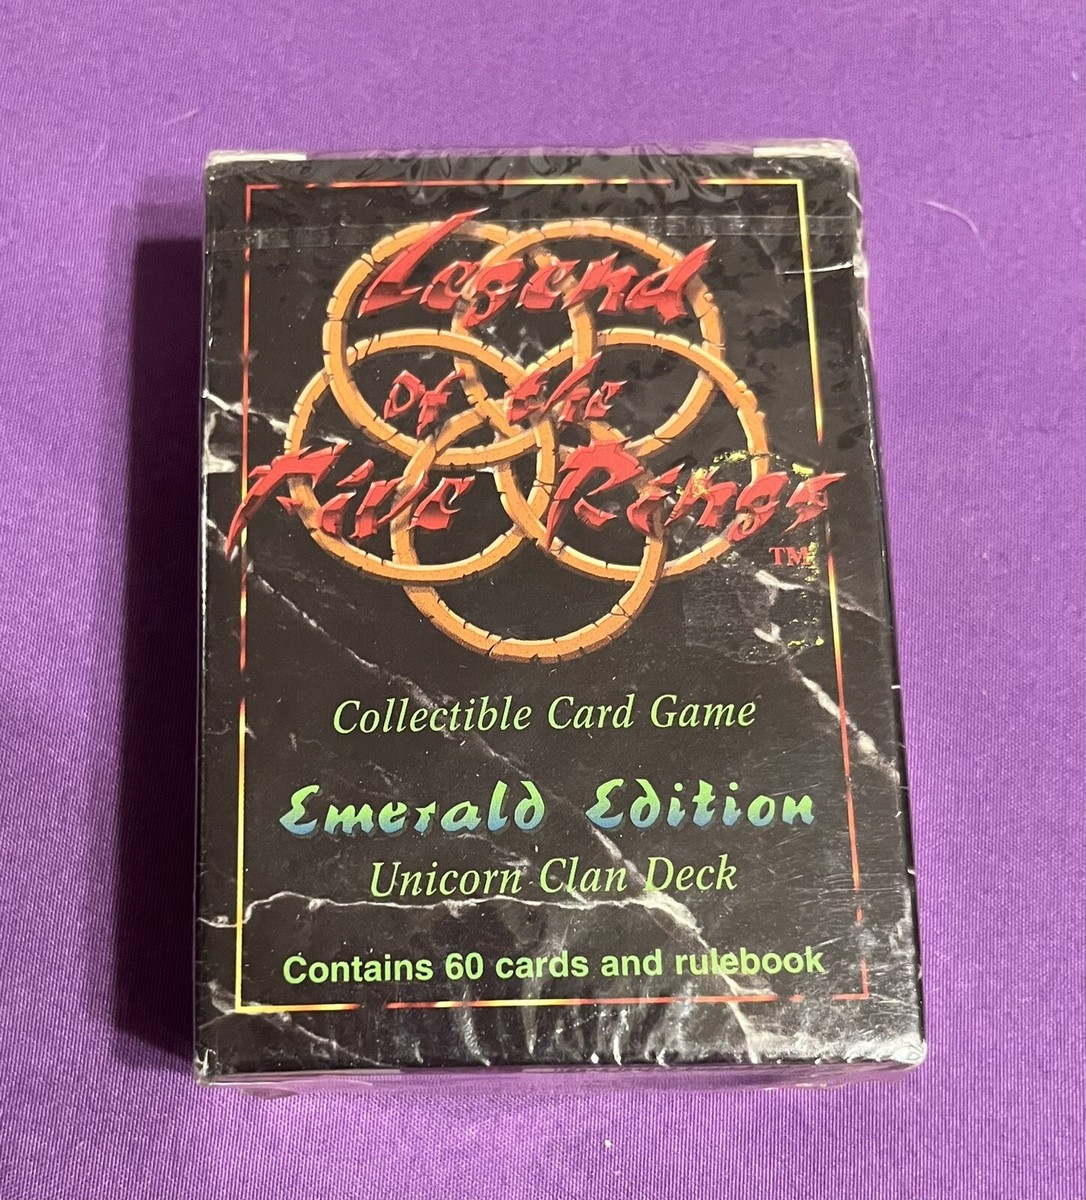 Legend
of the
Five Rings
TM
Collectible Card Game
Emerald Edition
Unicorn Clan Deck
Contains 60 cards and rulebook